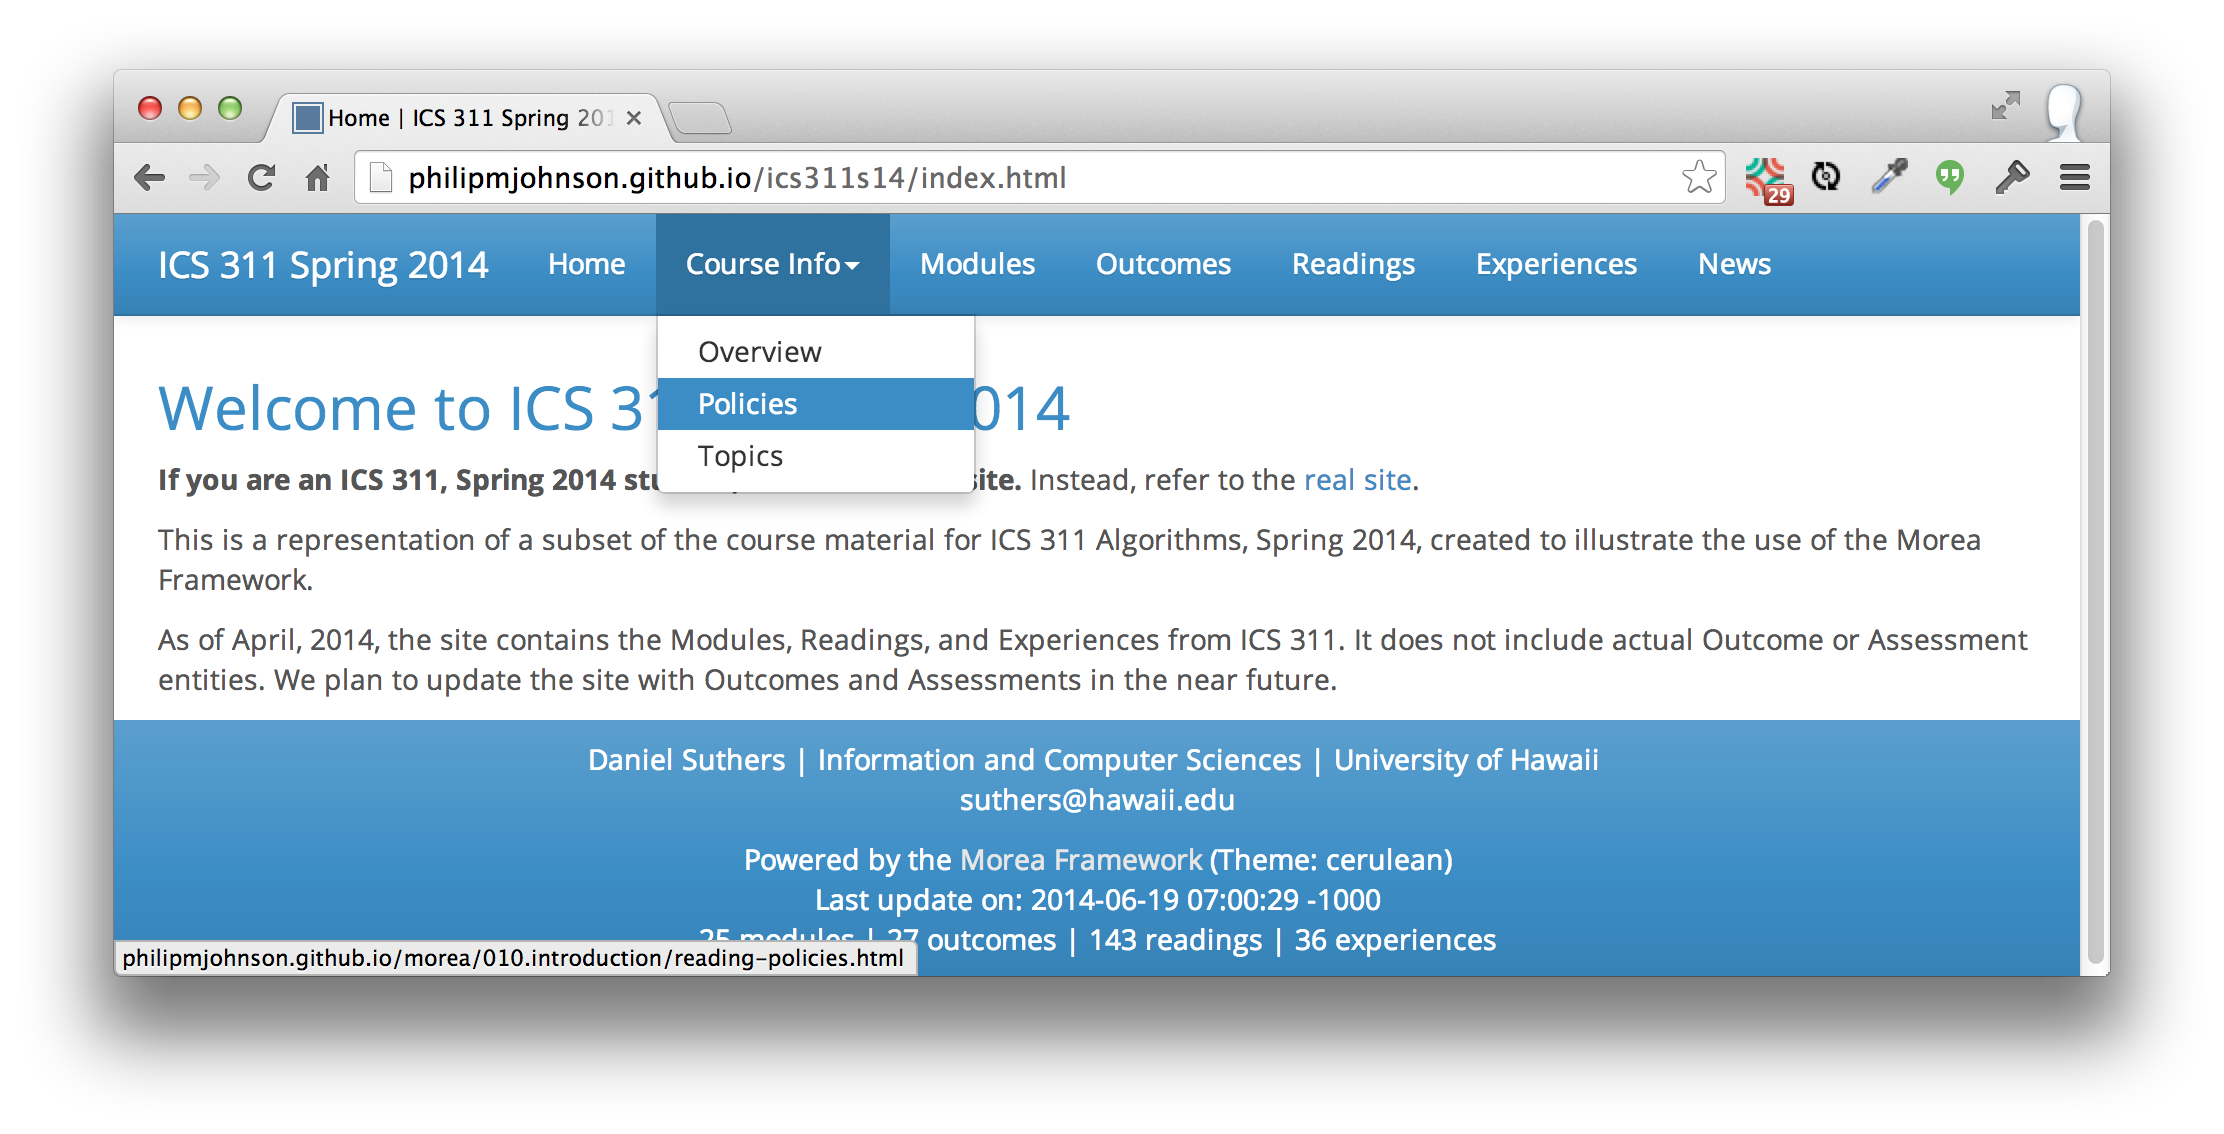 Home | ICS 311 Spring 201
philipmjohnson.github.io/ics311s14/index.html
29
ICS 311 Spring 2014 Home Course Info Modules Outcomes Readings Experiences News
Overview
Policies
Topics
Welcome to ICS 31 014
If you are an ICS 311, Spring 2014 site. Instead, refer to the real site.
This is a representation of a subset of the course material for ICS 311 Algorithms, Spring 2014, created to illustrate the use of the Morea
Framework.
As of April, 2014, the site contains the Modules, Readings, and Experiences from ICS 311. It does not include actual Outcome or Assessment
entities. We plan to update the site with Outcomes and Assessments in the near future.
Daniel Suthers | Information and Computer Sciences | University of Hawaii
suthers@hawaii.edu
Powered by the Morea Framework (Theme: cerulean)
Last update on: 2014-06-19 07:00:29 -1000
25 modules | 27 outcomes | 143 readings | 36 experiences
philipmjohnson.github.io/morea/010.introduction/reading-policies.html